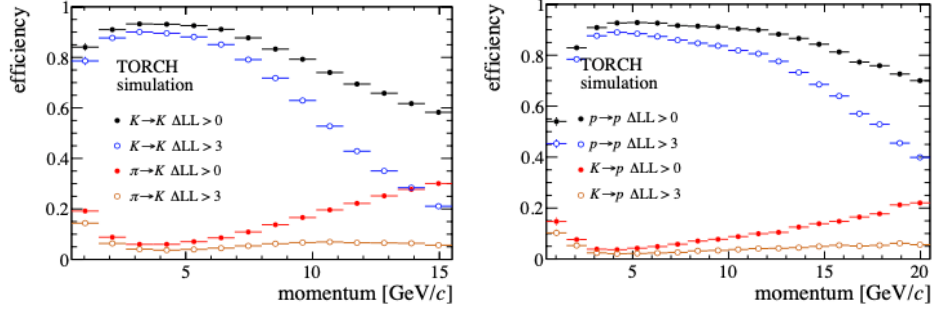 efficiency
1
0.8
0.6
0.4
0.2
0
TORCH
simulation
K→K ΔLL > 0
K→K ΔLL > 3
π→K ΔLL > 0
π→K ΔLL > 3
5
10
15
momentum [GeV/c]
efficiency
1
0.8
0.6
0.4
0.2
0
TORCH
simulation
p→p ΔLL > 0
p→p ΔLL > 3
K→p ΔLL > 0
K→p ΔLL > 3
5
10
15
20
momentum [GeV/c]